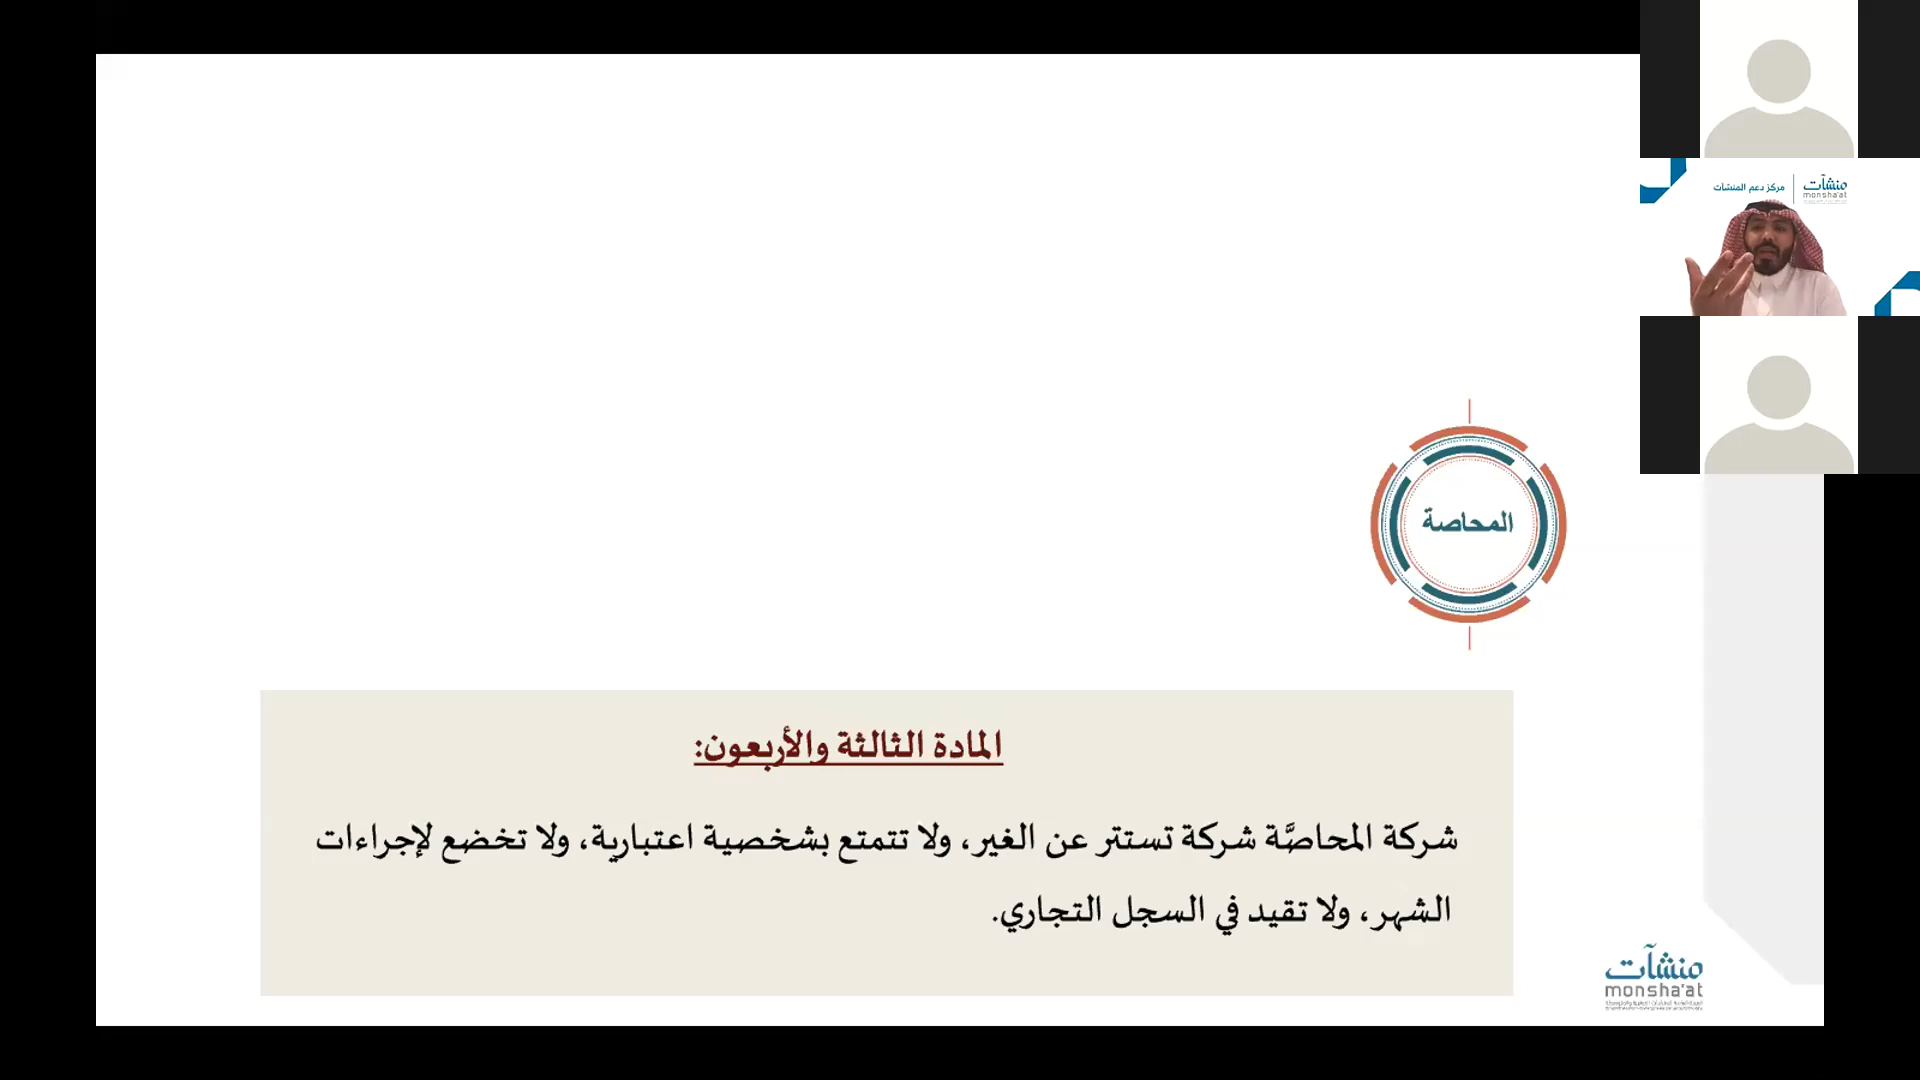 منشآت
monsha'at
مركز دعم المنشآت
المحاصة
المادة الثالثة والأربعون:
شركة المحاصَّة شركة تستتر عن الغير، ولا تتمتع بشخصية اعتبارية، ولا تخضع لإجراءات
الشهر، ولا تقيد في السجل التجاري.
منشآت
monsha'at